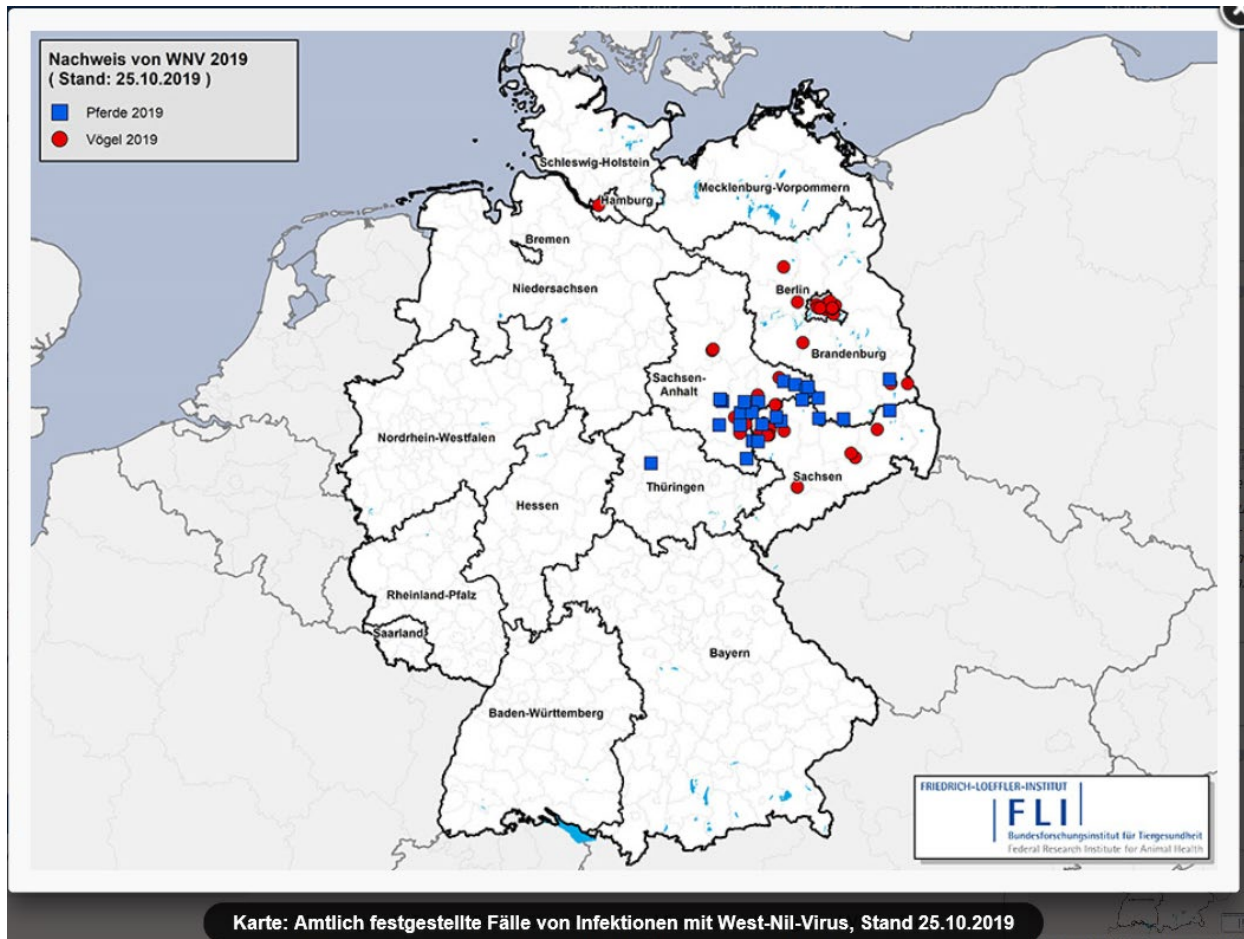 Nachweis von WNV 2019
( Stand: 25.10.2019 )
Pferde 2019
Vögel 2019
Schleswig-Holstein
Mecklenburg-Vorpommern
Hamburg
Bremen
Niedersachsen
Berlin
Brandenburg
Sachsen-
Anhalt
Nordrhein-Westfalen
Sachsen
Thüringen
Hessen
Rheinland-Pfalz
Saarland
Bayern
Baden-Württemberg
FRIEDRICH-LOEFFLER-INSTITUT
FLI
Bundesforschungsinstitut für Tiergesundheit
Federal Research Institute for Animal Health
Karte: Amtlich festgestellte Fälle von Infektionen mit West-Nil-Virus, Stand 25.10.2019